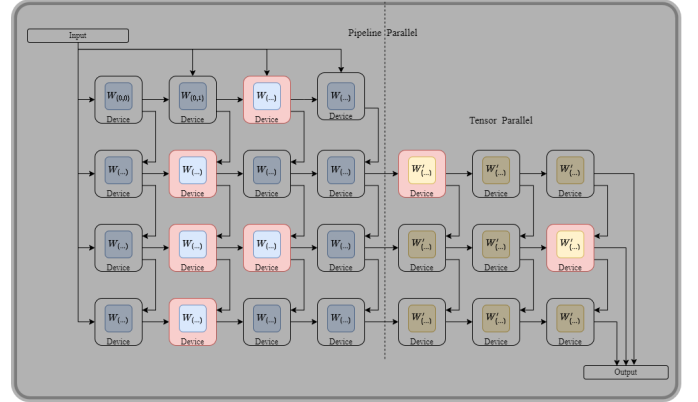 Input
Pipeline Parallel
W(0,0) W(0,1) W(...) W(...)
Device Device Device Device
Tensor Parallel
W(...) W(...) W(...) W(...) W'(...) W'(...) W'(...)
Device Device Device Device Device Device Device
W(...) W(...) W(...) W(...) W'(...) W'(...) W'(...)
Device Device Device Device Device Device Device
W(...) W(...) W(...) W(...) W'(...) W'(...) W'(...)
Device Device Device Device Device Device Device
Output